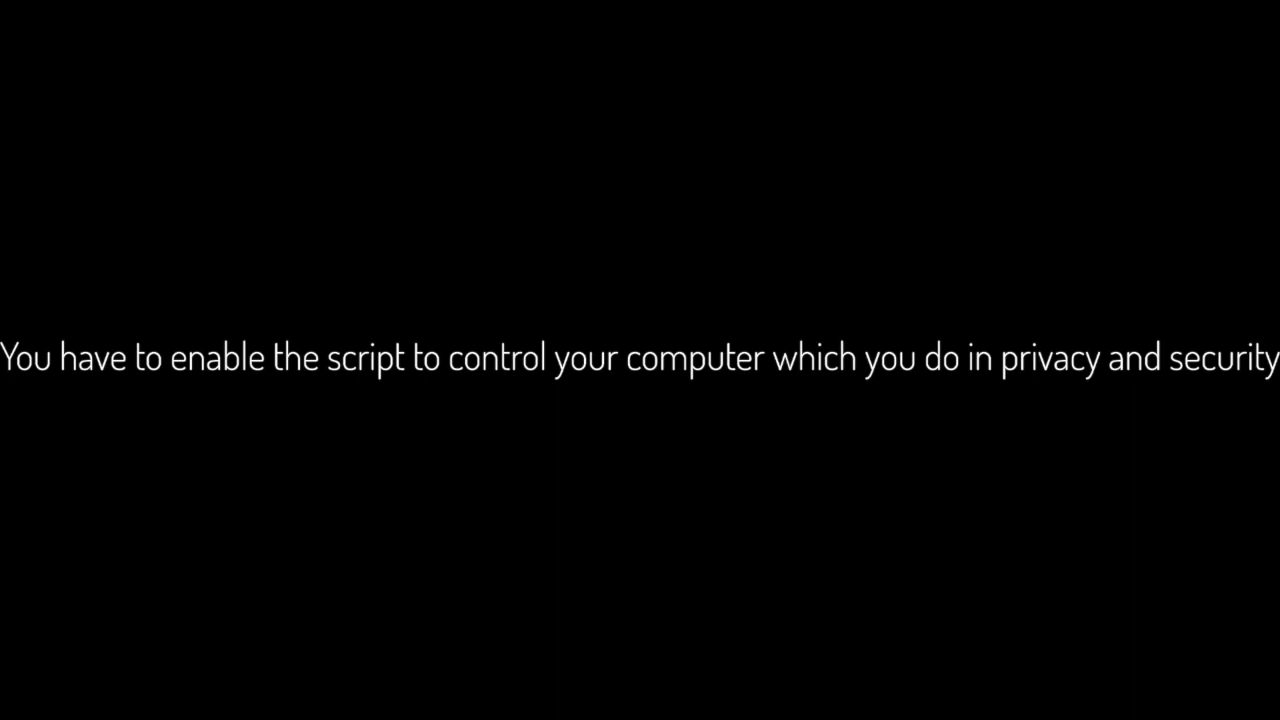 You have to enable the script to control your computer which you do in privacy and security